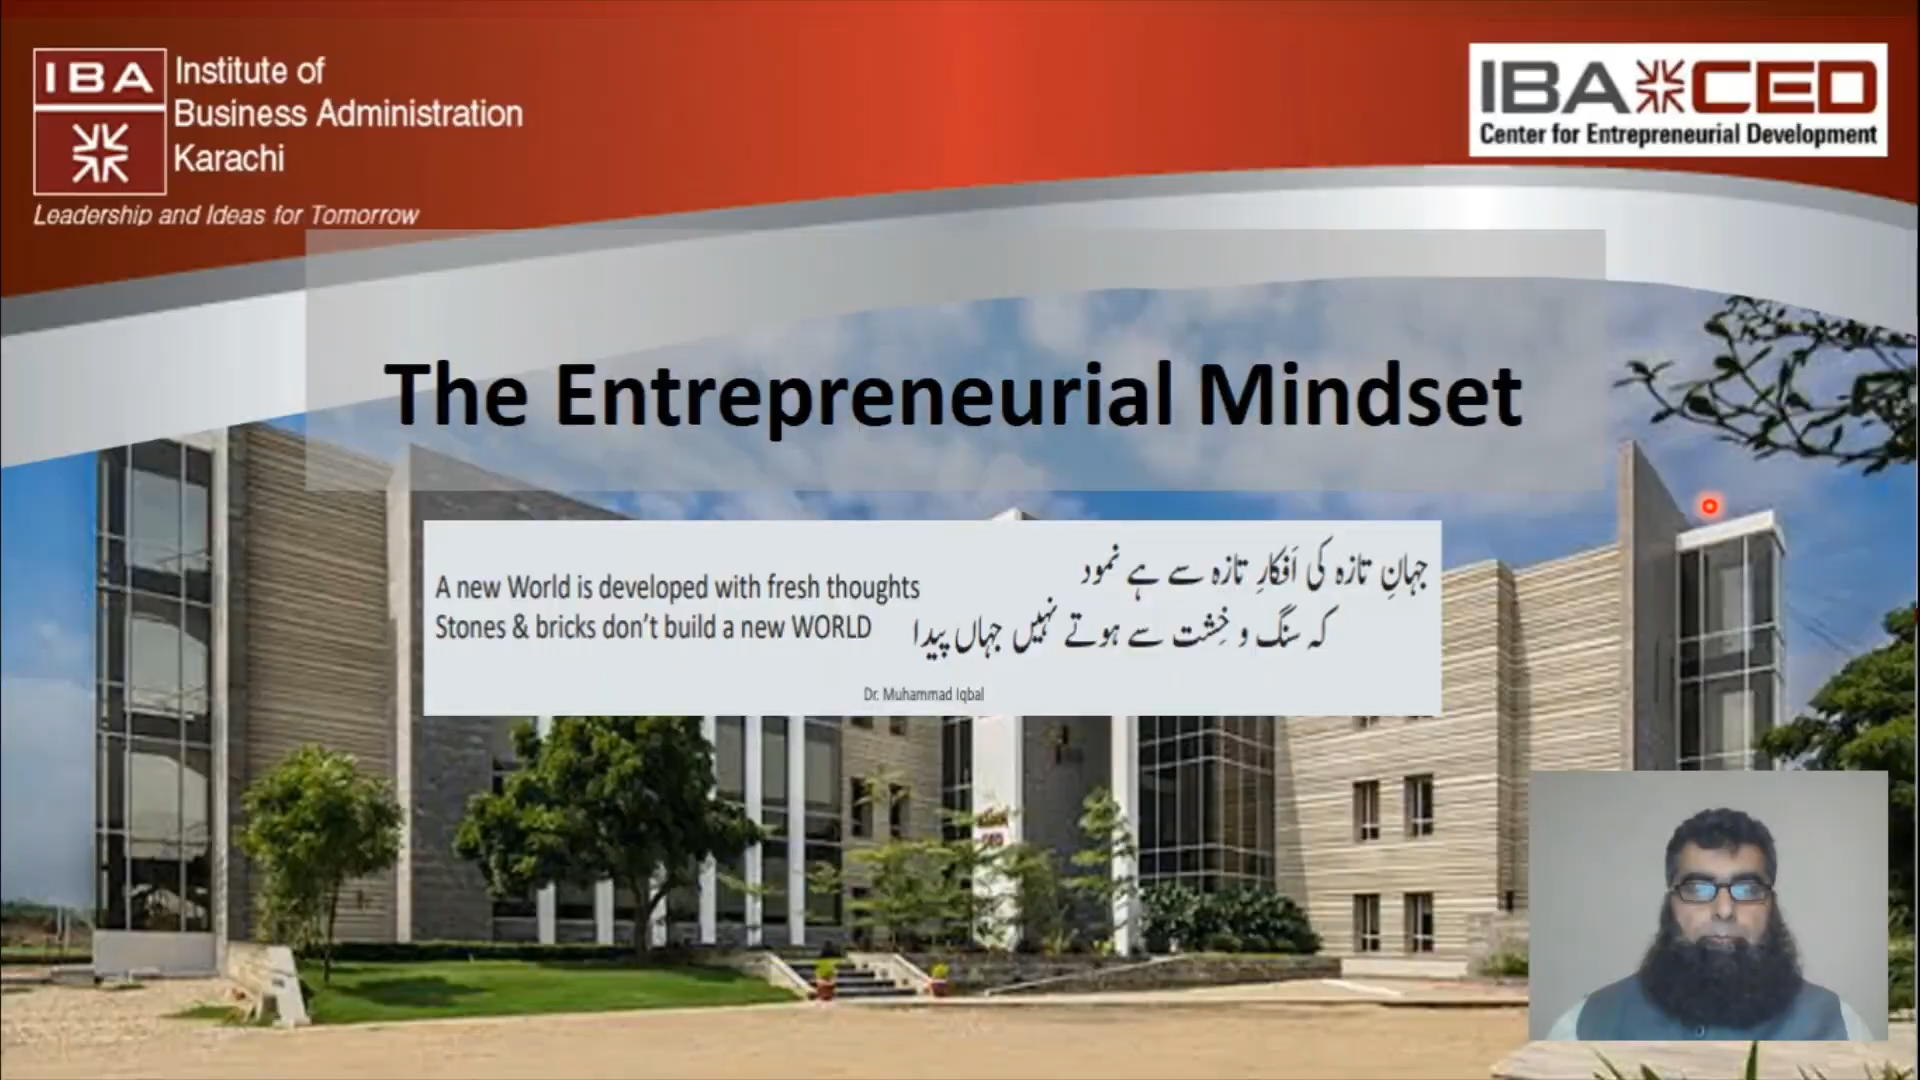 IBA
Institute of
Business Administration
Karachi
Leadership and Ideas for Tomorrow
IBA CED
Center for Entrepreneurial Development
The Entrepreneurial Mindset
A new World is developed with fresh thoughts
Stones & bricks don't build a new WORLD
جہانِ تازہ کی اَفکارِ تازہ سے ہے نمود
کہ سنگ و خِشت سے ہوتے نہیں جہاں پیدا
Dr. Muhammad Iqbal